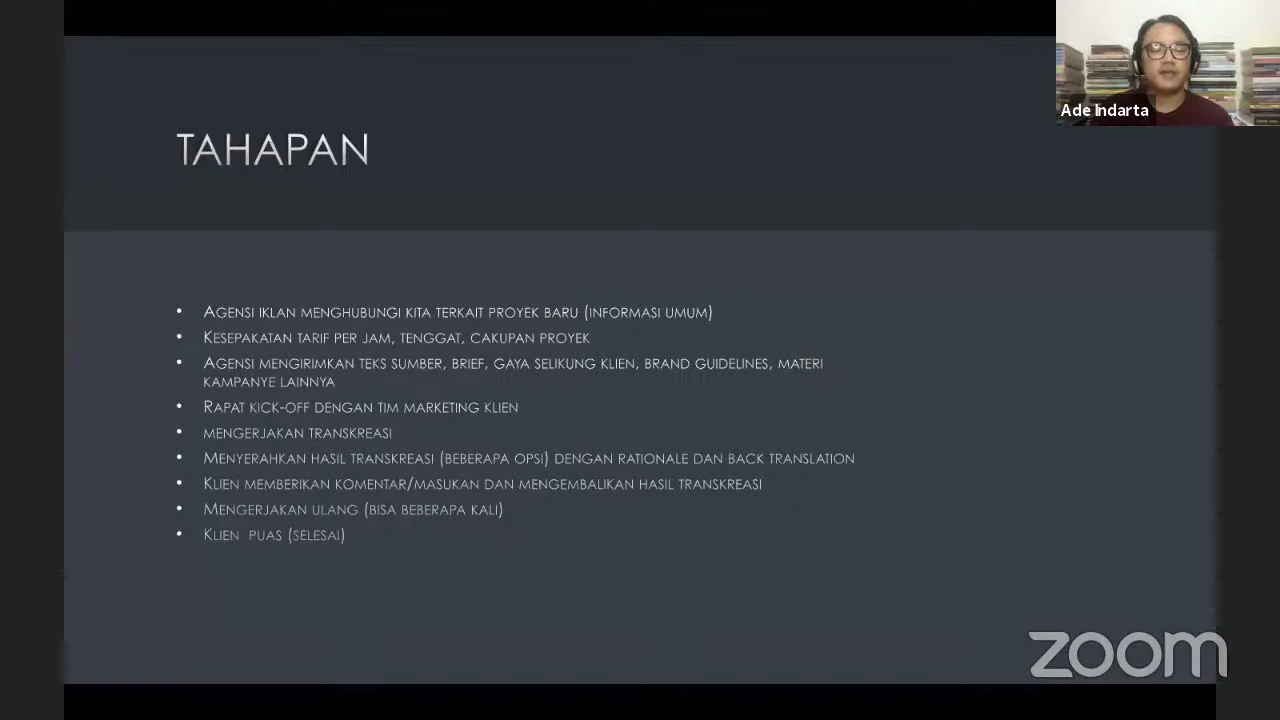 Ade Indarta
TAHAPAN
• AGENSI IKLAN MENGHUBUNGI KITA TERKAIT PROYEK BARU (INFORMASI UMUM)
• KESEPAKATAN TARIF PER JAM, TENGGAT, CAKUPAN PROYEK
• AGENSI MENGIRIMKAN TEKS SUMBER, BRIEF, GAYA SELIKUNG KLIEN, BRAND GUIDELINES, MATERI
KAMPANYE LAINNYA
• RAPAT KICK-OFF DENGAN TIM MARKETING KLIEN
• MENGERJAKAN TRANSKREASI
• MENYERAHKAN HASIL TRANSKREASI (BEBERAPA OPSI) DENGAN RATIONALE DAN BACK TRANSLATION
• KLIEN MEMBERIKAN KOMENTAR/MASUKAN DAN MENGEMBALIKAN HASIL TRANSKREASI
• MENGERJAKAN ULANG (BISA BEBERAPA KALI)
• KLIEN PUAS (SELESAI)
zoom